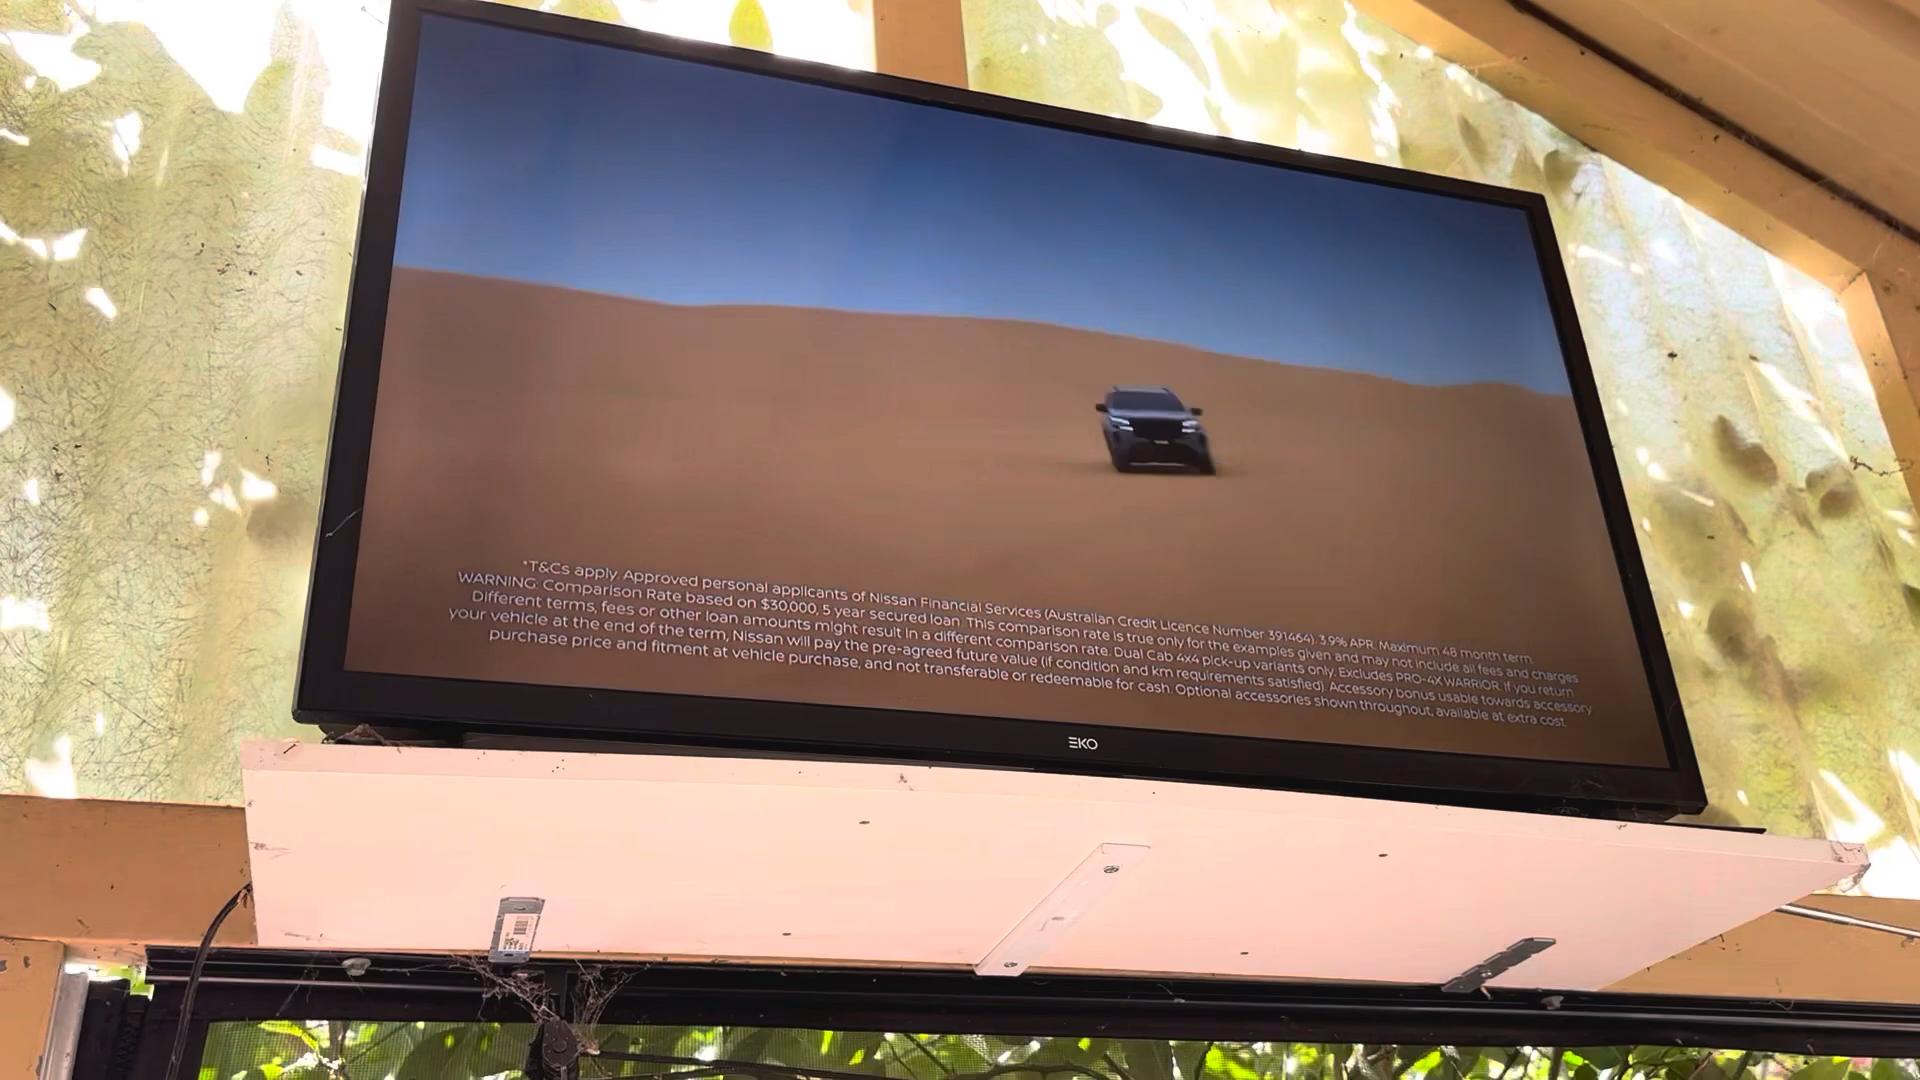 *T&Cs apply. Approved personal applicants of Nissan Financial Services (Australian Credit Licence Number 391464). 3.9% APR. Maximum 48 month term.
WARNING: Comparison Rate based on $30,000, 5 year secured loan. This comparison rate is true only for the examples given and may not include all fees and charges
Different terms, fees or other loan amounts might result in a different comparison rate. Dual Cab 4x4 pick-up variants only. Excludes PRO-4X WARRIOR. If you return
your vehicle at the end of the term, Nissan will pay the pre-agreed future value (if condition and km requirements satisfied). Accessory bonus usable towards accessory
purchase price and fitment at vehicle purchase, and not transferable or redeemable for cash. Optional accessories shown throughout, available at extra cost.
EKO